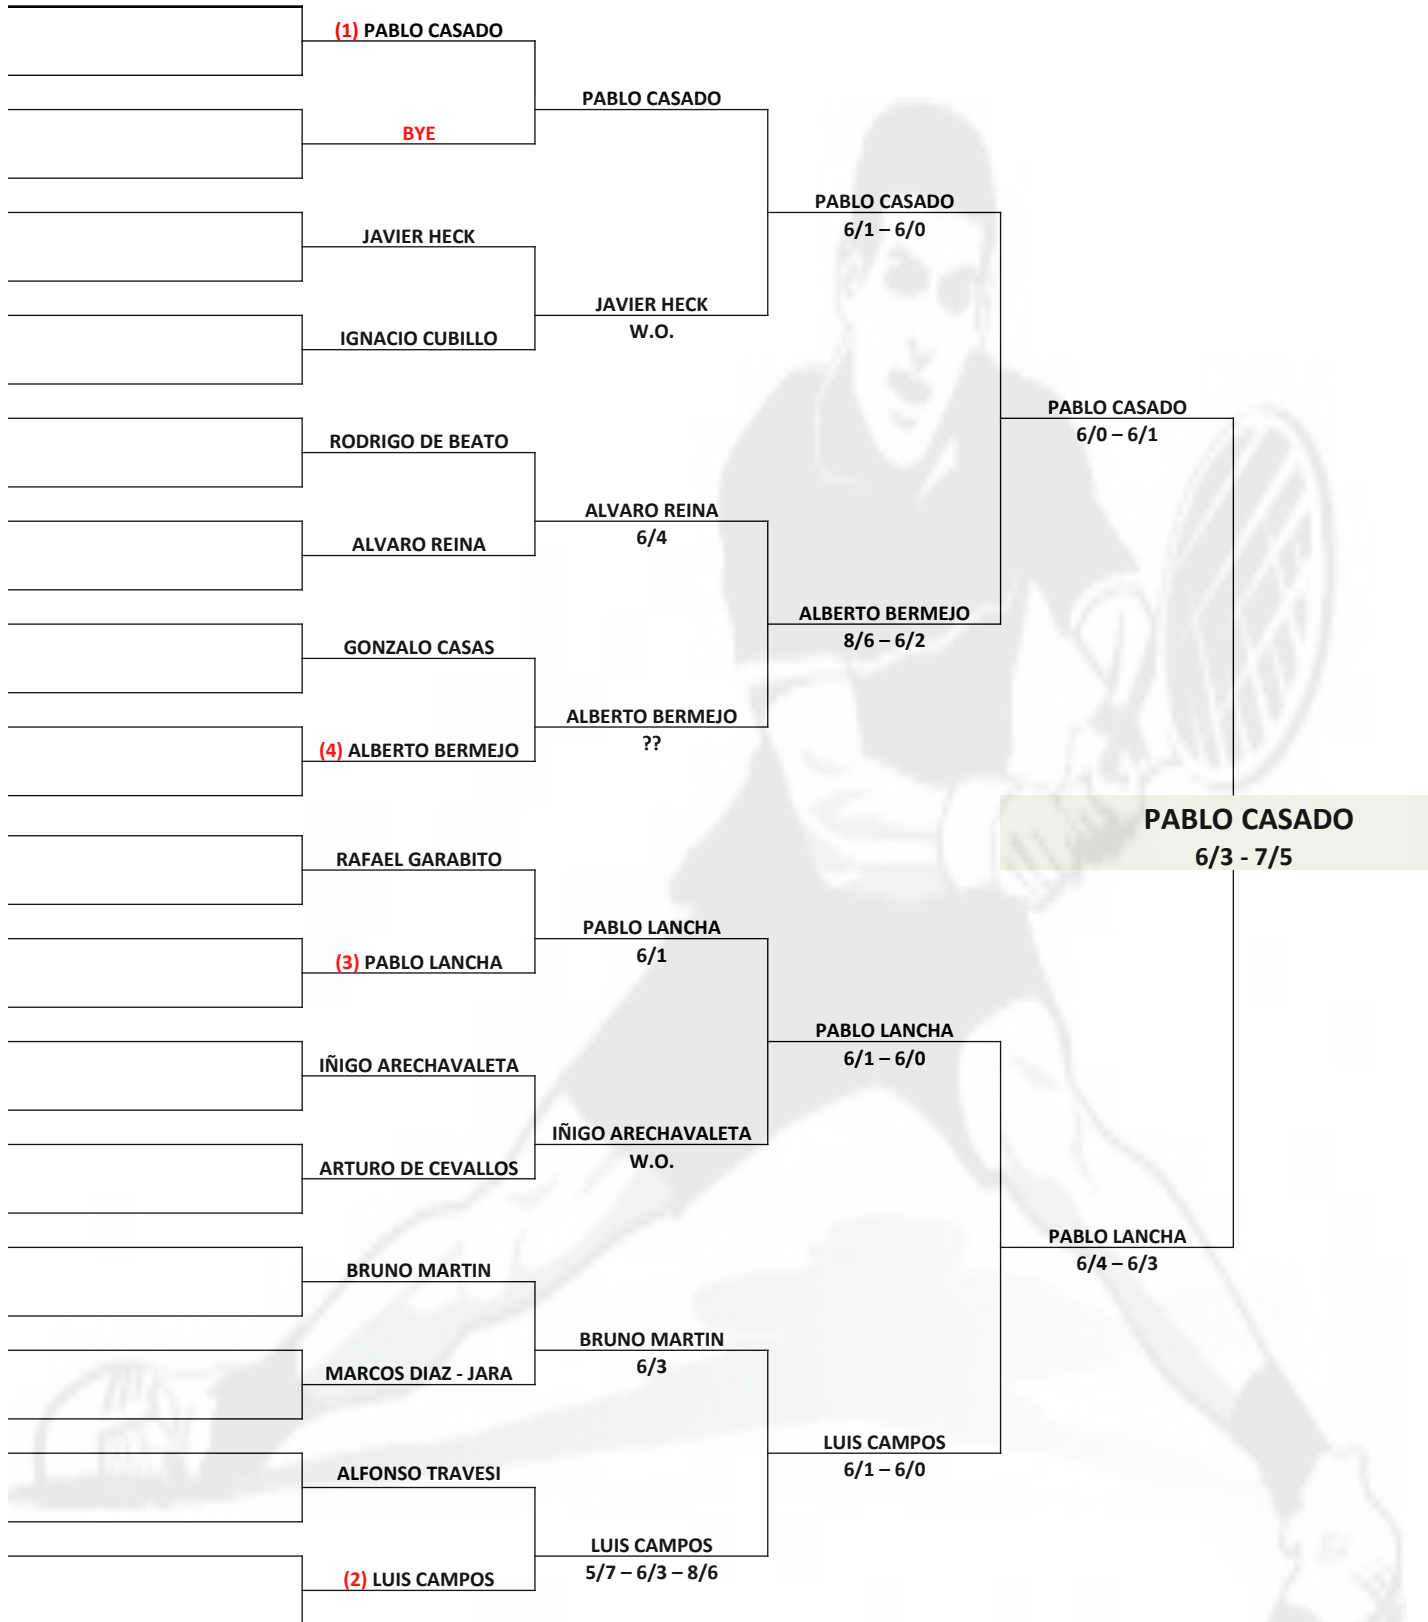 (1) PABLO CASADO
PABLO CASADO
BYE
PABLO CASADO
6/1 – 6/0
JAVIER HECK
JAVIER HECK
W.O.
IGNACIO CUBILLO
PABLO CASADO
6/0 – 6/1
RODRIGO DE BEATO
ALVARO REINA
6/4
ALVARO REINA
ALBERTO BERMEJO
8/6 – 6/2
GONZALO CASAS
ALBERTO BERMEJO
??
(4) ALBERTO BERMEJO
PABLO CASADO
6/3 - 7/5
RAFAEL GARABITO
PABLO LANCHA
6/1
(3) PABLO LANCHA
PABLO LANCHA
6/1 – 6/0
IÑIGO ARECHAVALETA
IÑIGO ARECHAVALETA
W.O.
ARTURO DE CEVALLOS
PABLO LANCHA
6/4 – 6/3
BRUNO MARTIN
BRUNO MARTIN
6/3
MARCOS DIAZ - JARA
LUIS CAMPOS
6/1 – 6/0
ALFONSO TRAVESI
LUIS CAMPOS
5/7 – 6/3 – 8/6
(2) LUIS CAMPOS